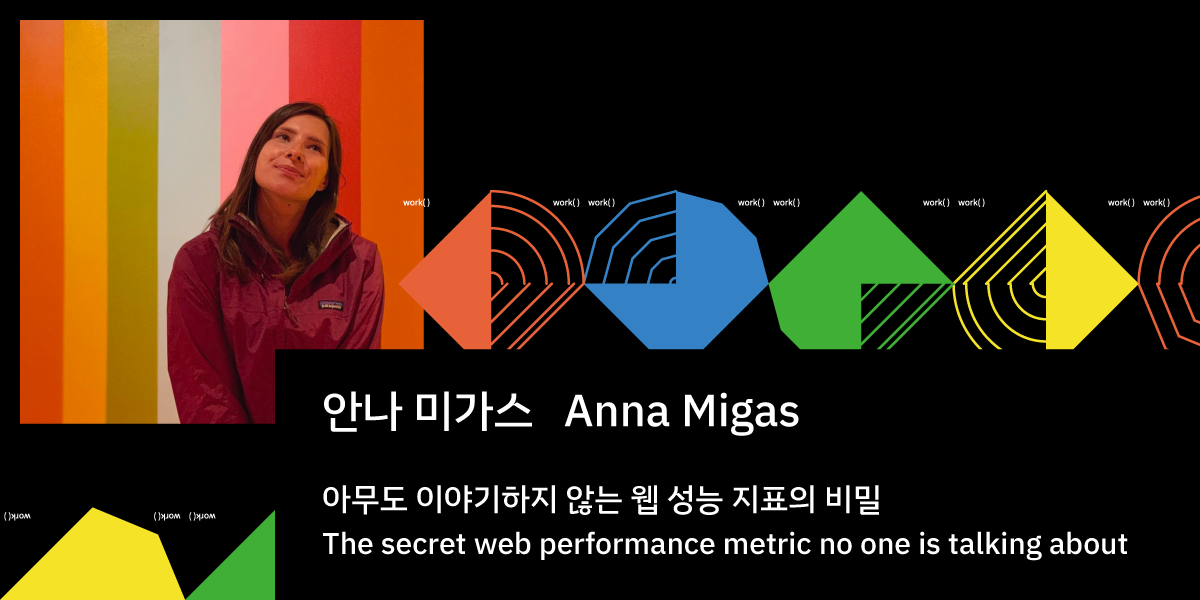 work() work() work() work() work() work() work() work() work()
안나 미가스 Anna Migas
아무도 이야기하지 않는 웹 성능 지표의 비밀
The secret web performance metric no one is talking about
work() work() work()